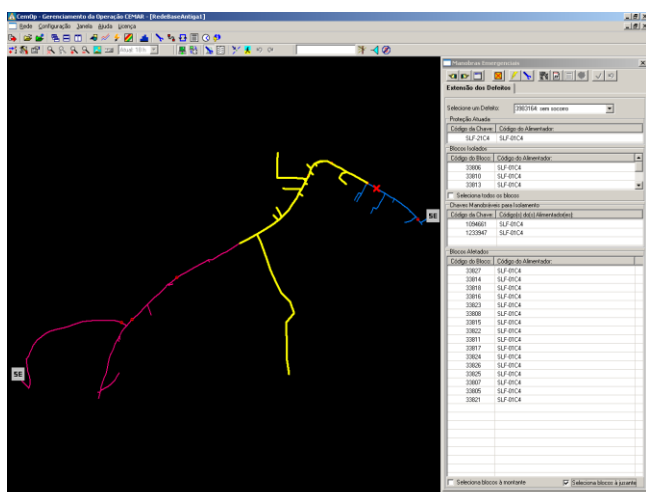 CemOp - Gerenciamento da Operação CEMAR - [RedeBaseAntiga1]
Rede Configuração Janela Ajuda Licença
Atual 16%
Manobras Emergenciais
Extensão dos Defeitos
Selecione um Defeito: 3903164: sem socorro
Proteção Atuada
Código da Chave: Código do Alimentador:
SLF-21C4 SLF-01C4
Blocos Isolados
Código do Bloco: Código do Alimentador:
33806 SLF-01C4
33810 SLF-01C4
33813 SLF-01C4
Seleciona todos os blocos
Chaves Manobráveis para Isolamento
Código da Chave: Código(s) do(s) Alimentador(es):
1094661 SLF-01C4
1233947 SLF-01C4
Blocos Afetados
Código do Bloco: Código do Alimentador:
33827 SLF-01C4
33814 SLF-01C4
33818 SLF-01C4
33816 SLF-01C4
33823 SLF-01C4
33808 SLF-01C4
33815 SLF-01C4
33822 SLF-01C4
33811 SLF-01C4
33817 SLF-01C4
33824 SLF-01C4
33826 SLF-01C4
33825 SLF-01C4
33807 SLF-01C4
33805 SLF-01C4
33821 SLF-01C4
Seleciona blocos à montante Seleciona blocos à jusante
SE
SE